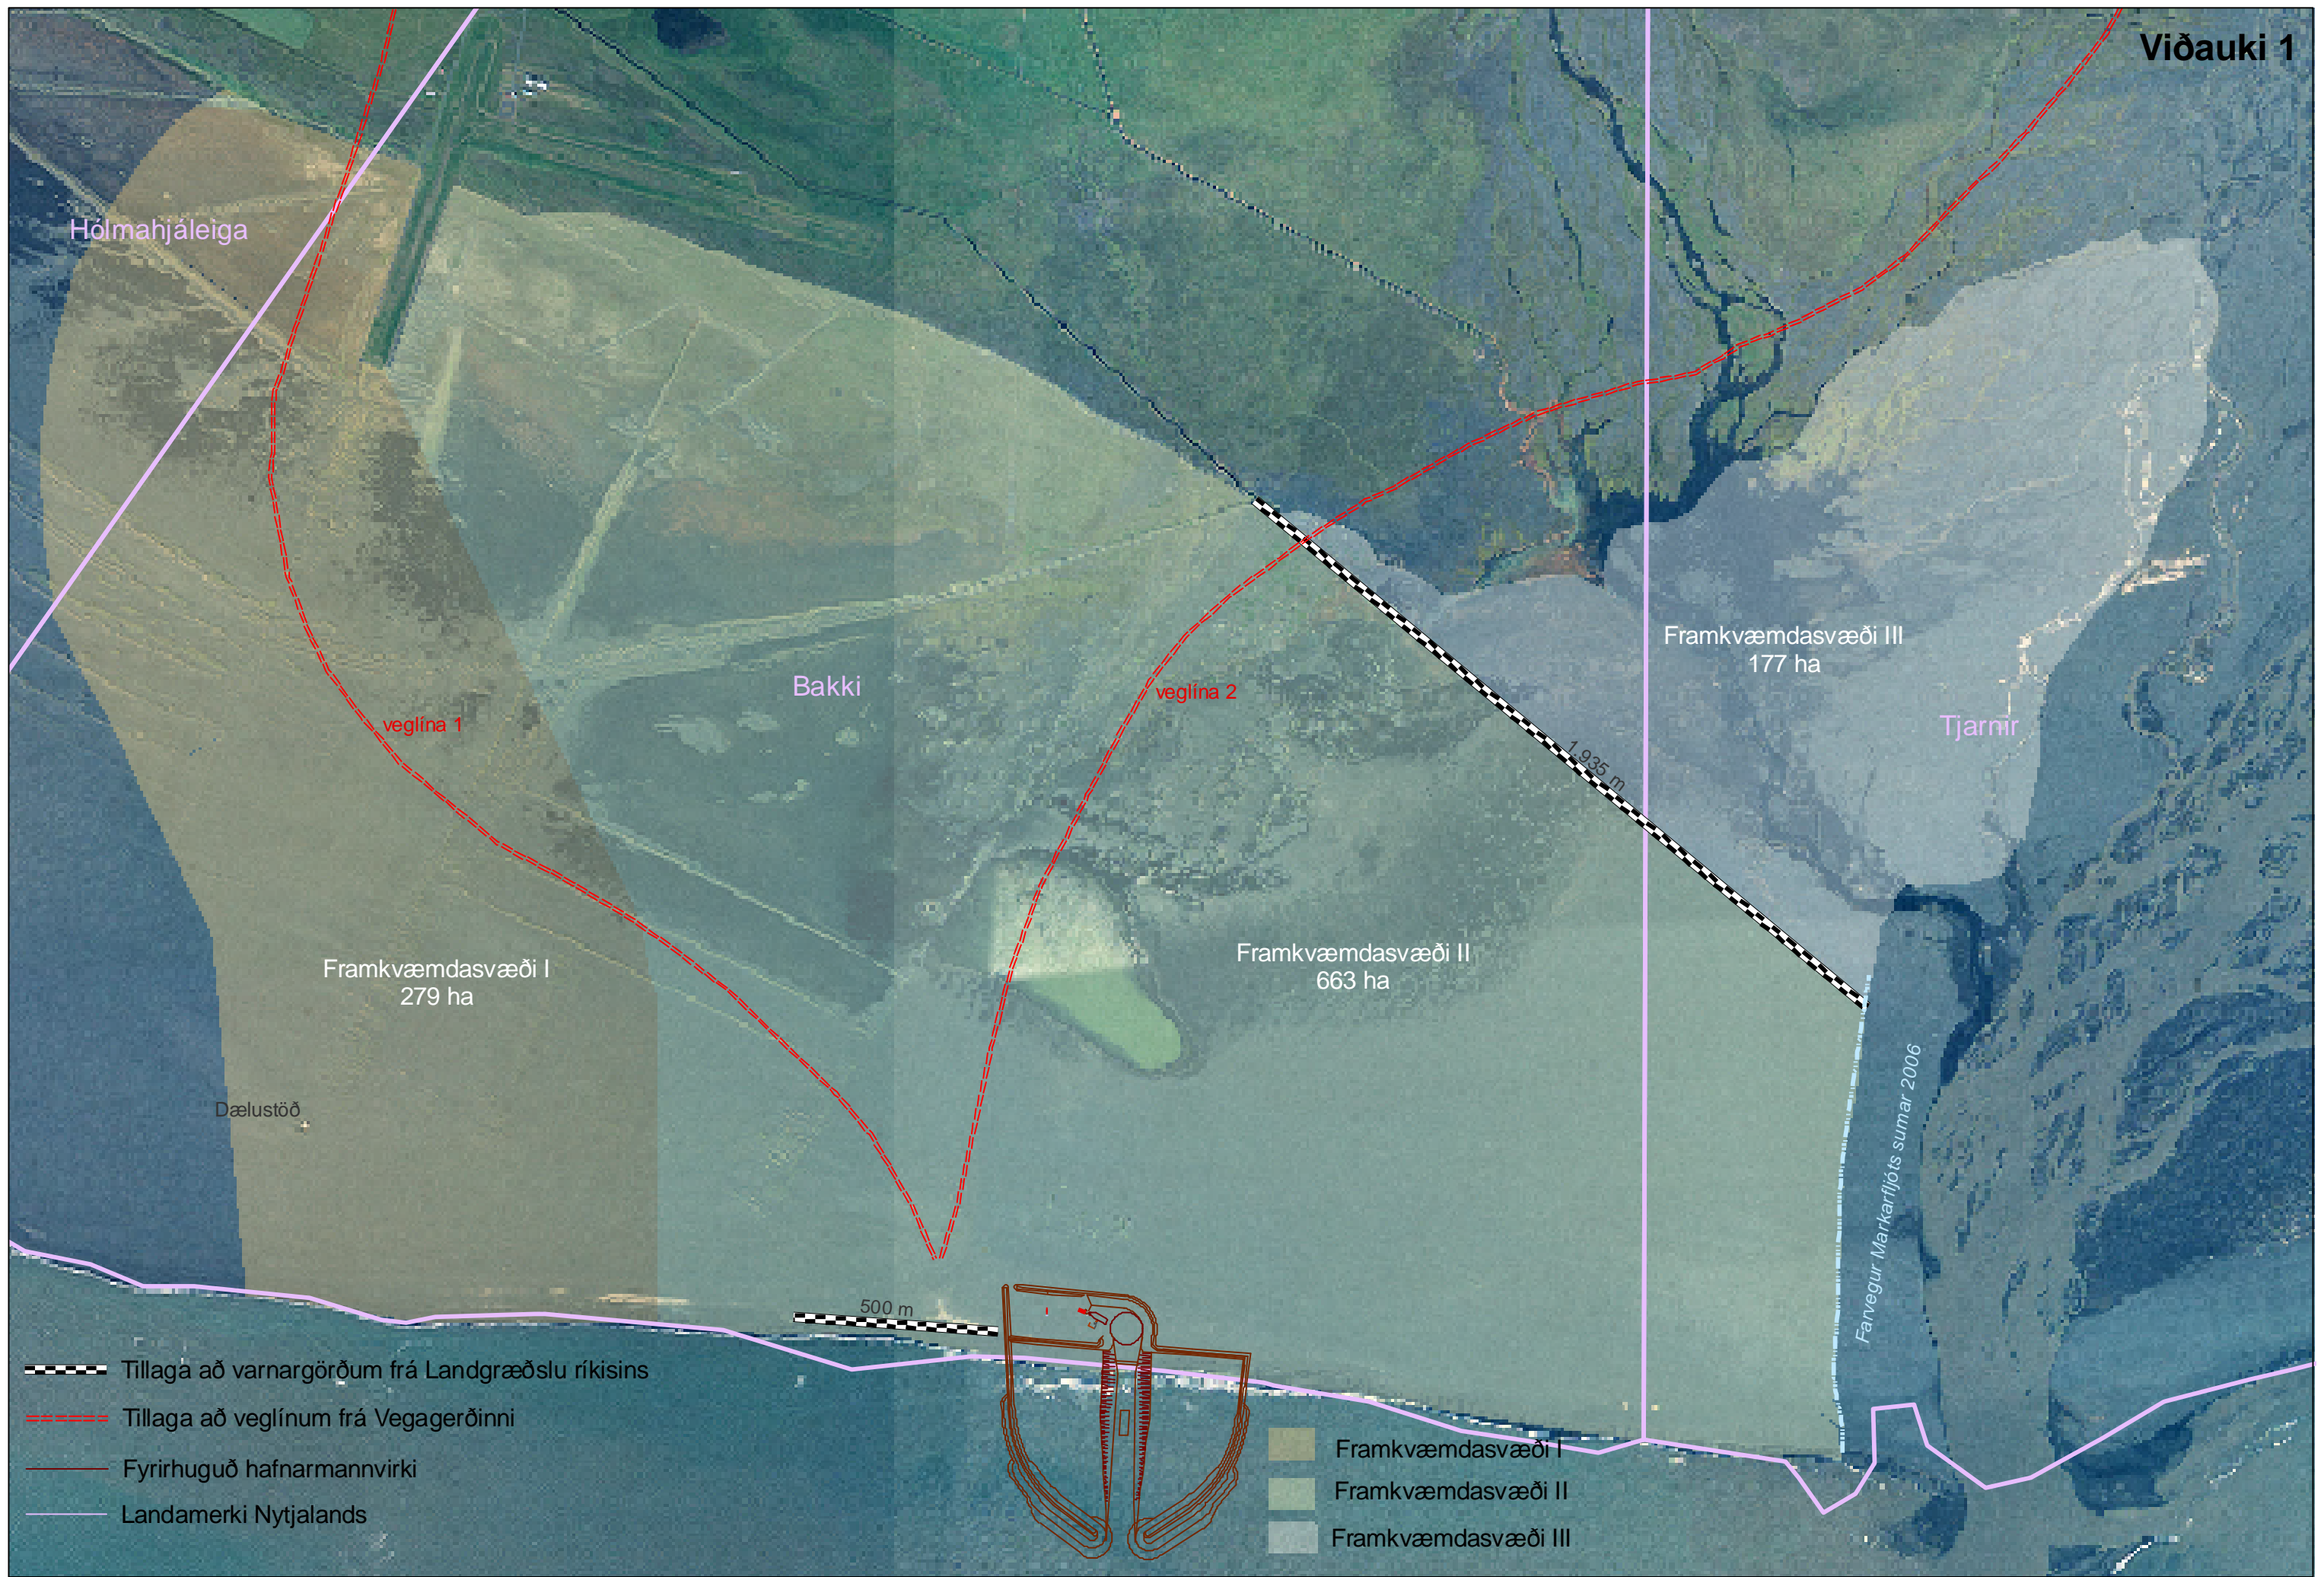 Viðauki 1
Hólmahjáleiga
Framkvæmdasvæði III
177 ha
Bakki
veglína 2
veglína 1
Tjarnir
1.935 m
Framkvæmdasvæði II
663 ha
Framkvæmdasvæði I
279 ha
Dælustöð
Farvegur Markarfljóts sumar 2006
500 m
Tillaga að varnargörðum frá Landgræðslu ríkisins
Tillaga að veglínum frá Vegagerðinni
Fyrirhuguð hafnarmannvirki
Landamerki Nytjalands
Framkvæmdasvæði I
Framkvæmdasvæði II
Framkvæmdasvæði III